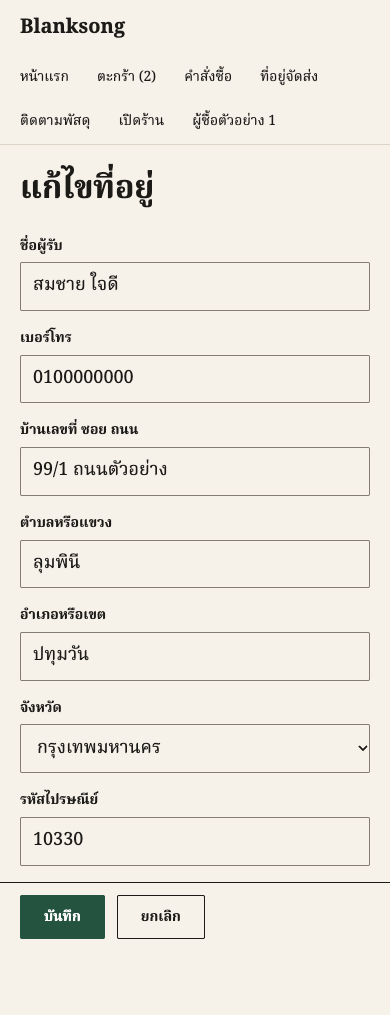 Blanksong
หน้าแรก ตะกร้า (2) คำสั่งซื้อ ที่อยู่จัดส่ง
ติดตามพัสดุ เปิดร้าน ผู้ซื้อตัวอย่าง 1
แก้ไขที่อยู่
ชื่อผู้รับ
สมชาย ใจดี
เบอร์โทร
0100000000
บ้านเลขที่ ซอย ถนน
99/1 ถนนตัวอย่าง
ตำบลหรือแขวง
ลุมพินี
อำเภอหรือเขต
ปทุมวัน
จังหวัด
กรุงเทพมหานคร
รหัสไปรษณีย์
10330
บันทึก ยกเลิก